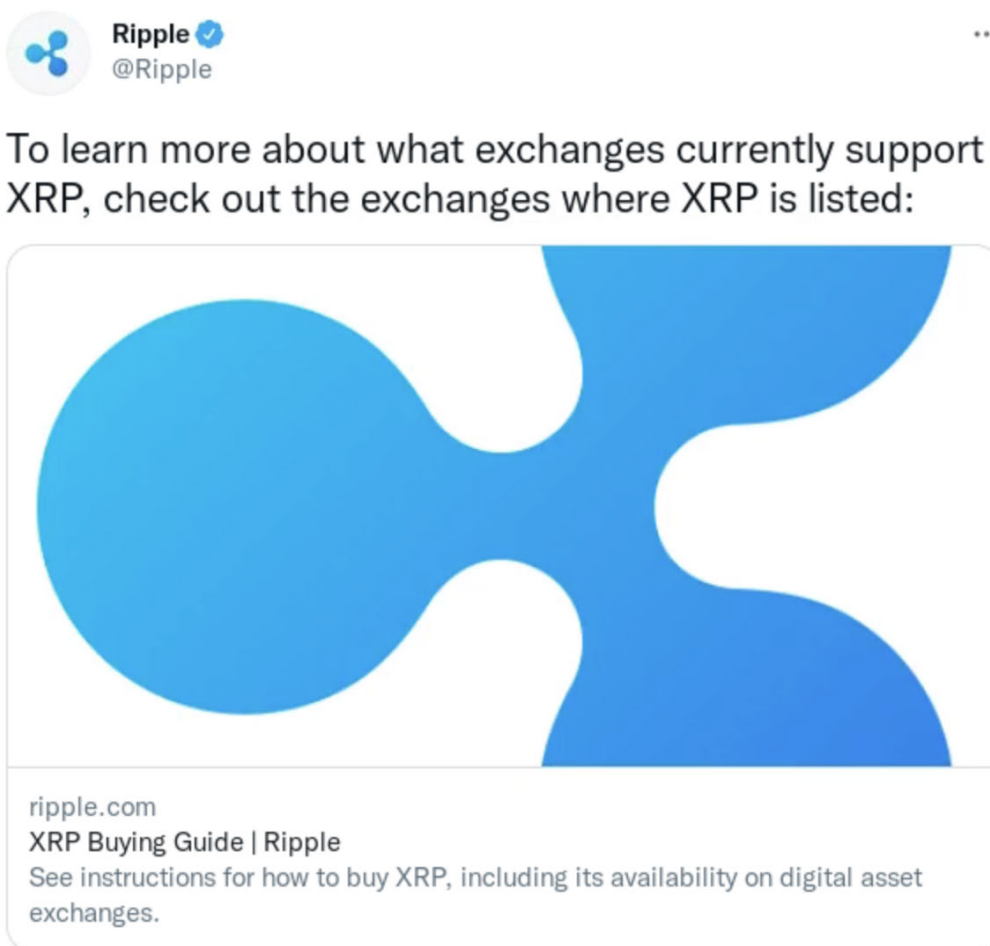 Ripple
@Ripple
To learn more about what exchanges currently support
XRP, check out the exchanges where XRP is listed:
ripple.com
XRP Buying Guide | Ripple
See instructions for how to buy XRP, including its availability on digital asset
exchanges.